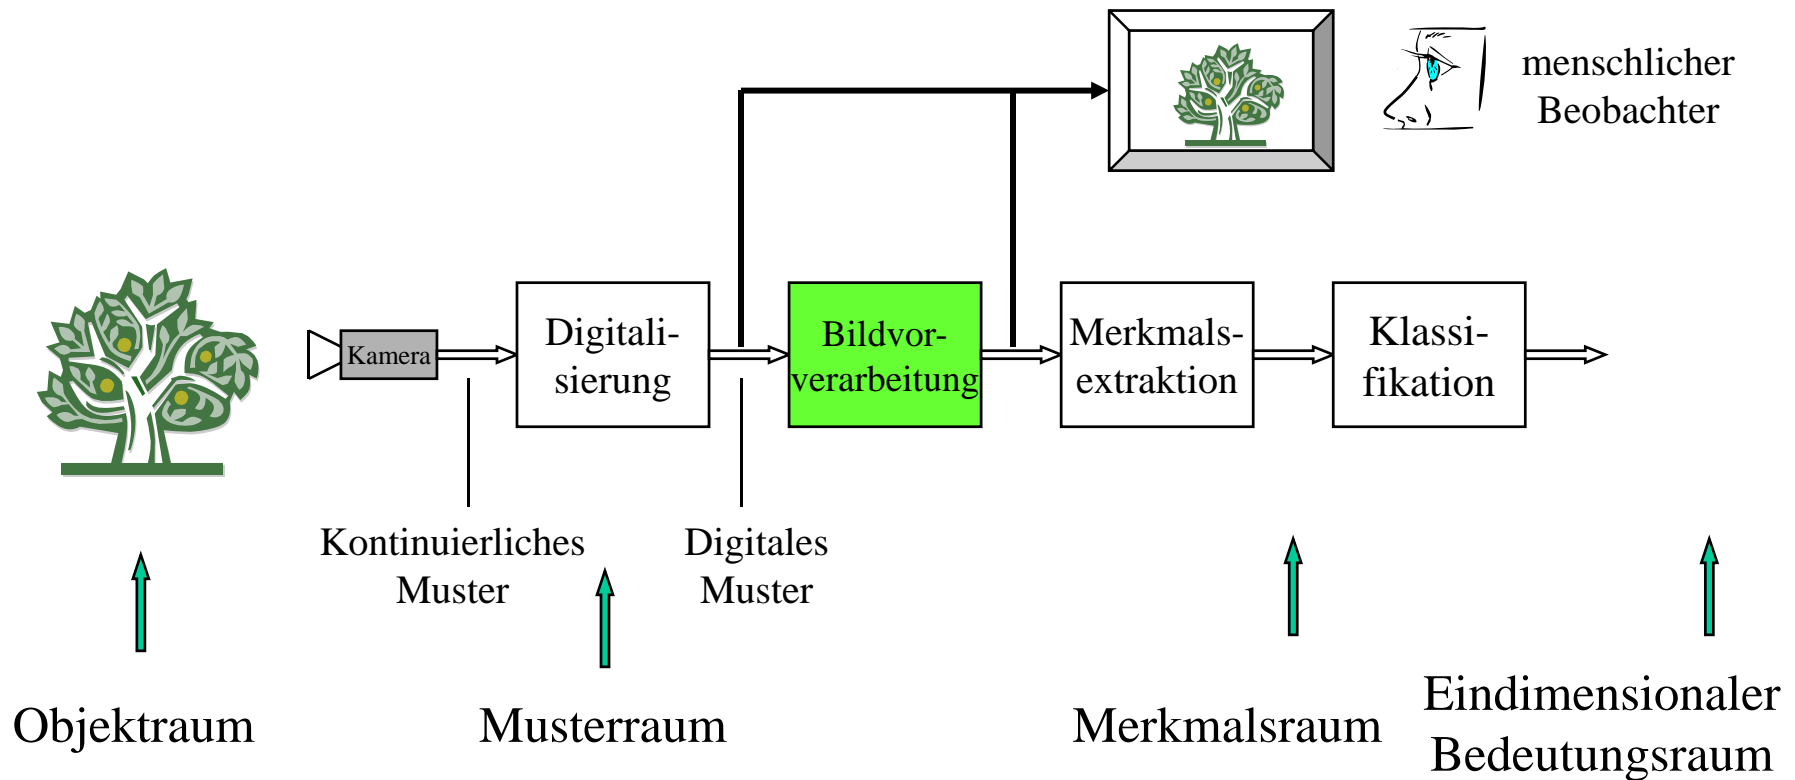 menschlicher
Beobachter
Kamera
Digitali-
sierung
Bildvor-
verarbeitung
Merkmals-
extraktion
Klassi-
fikation
Kontinuierliches
Muster
Digitales
Muster
Objektraum
Musterraum
Merkmalsraum
Eindimensionaler
Bedeutungsraum